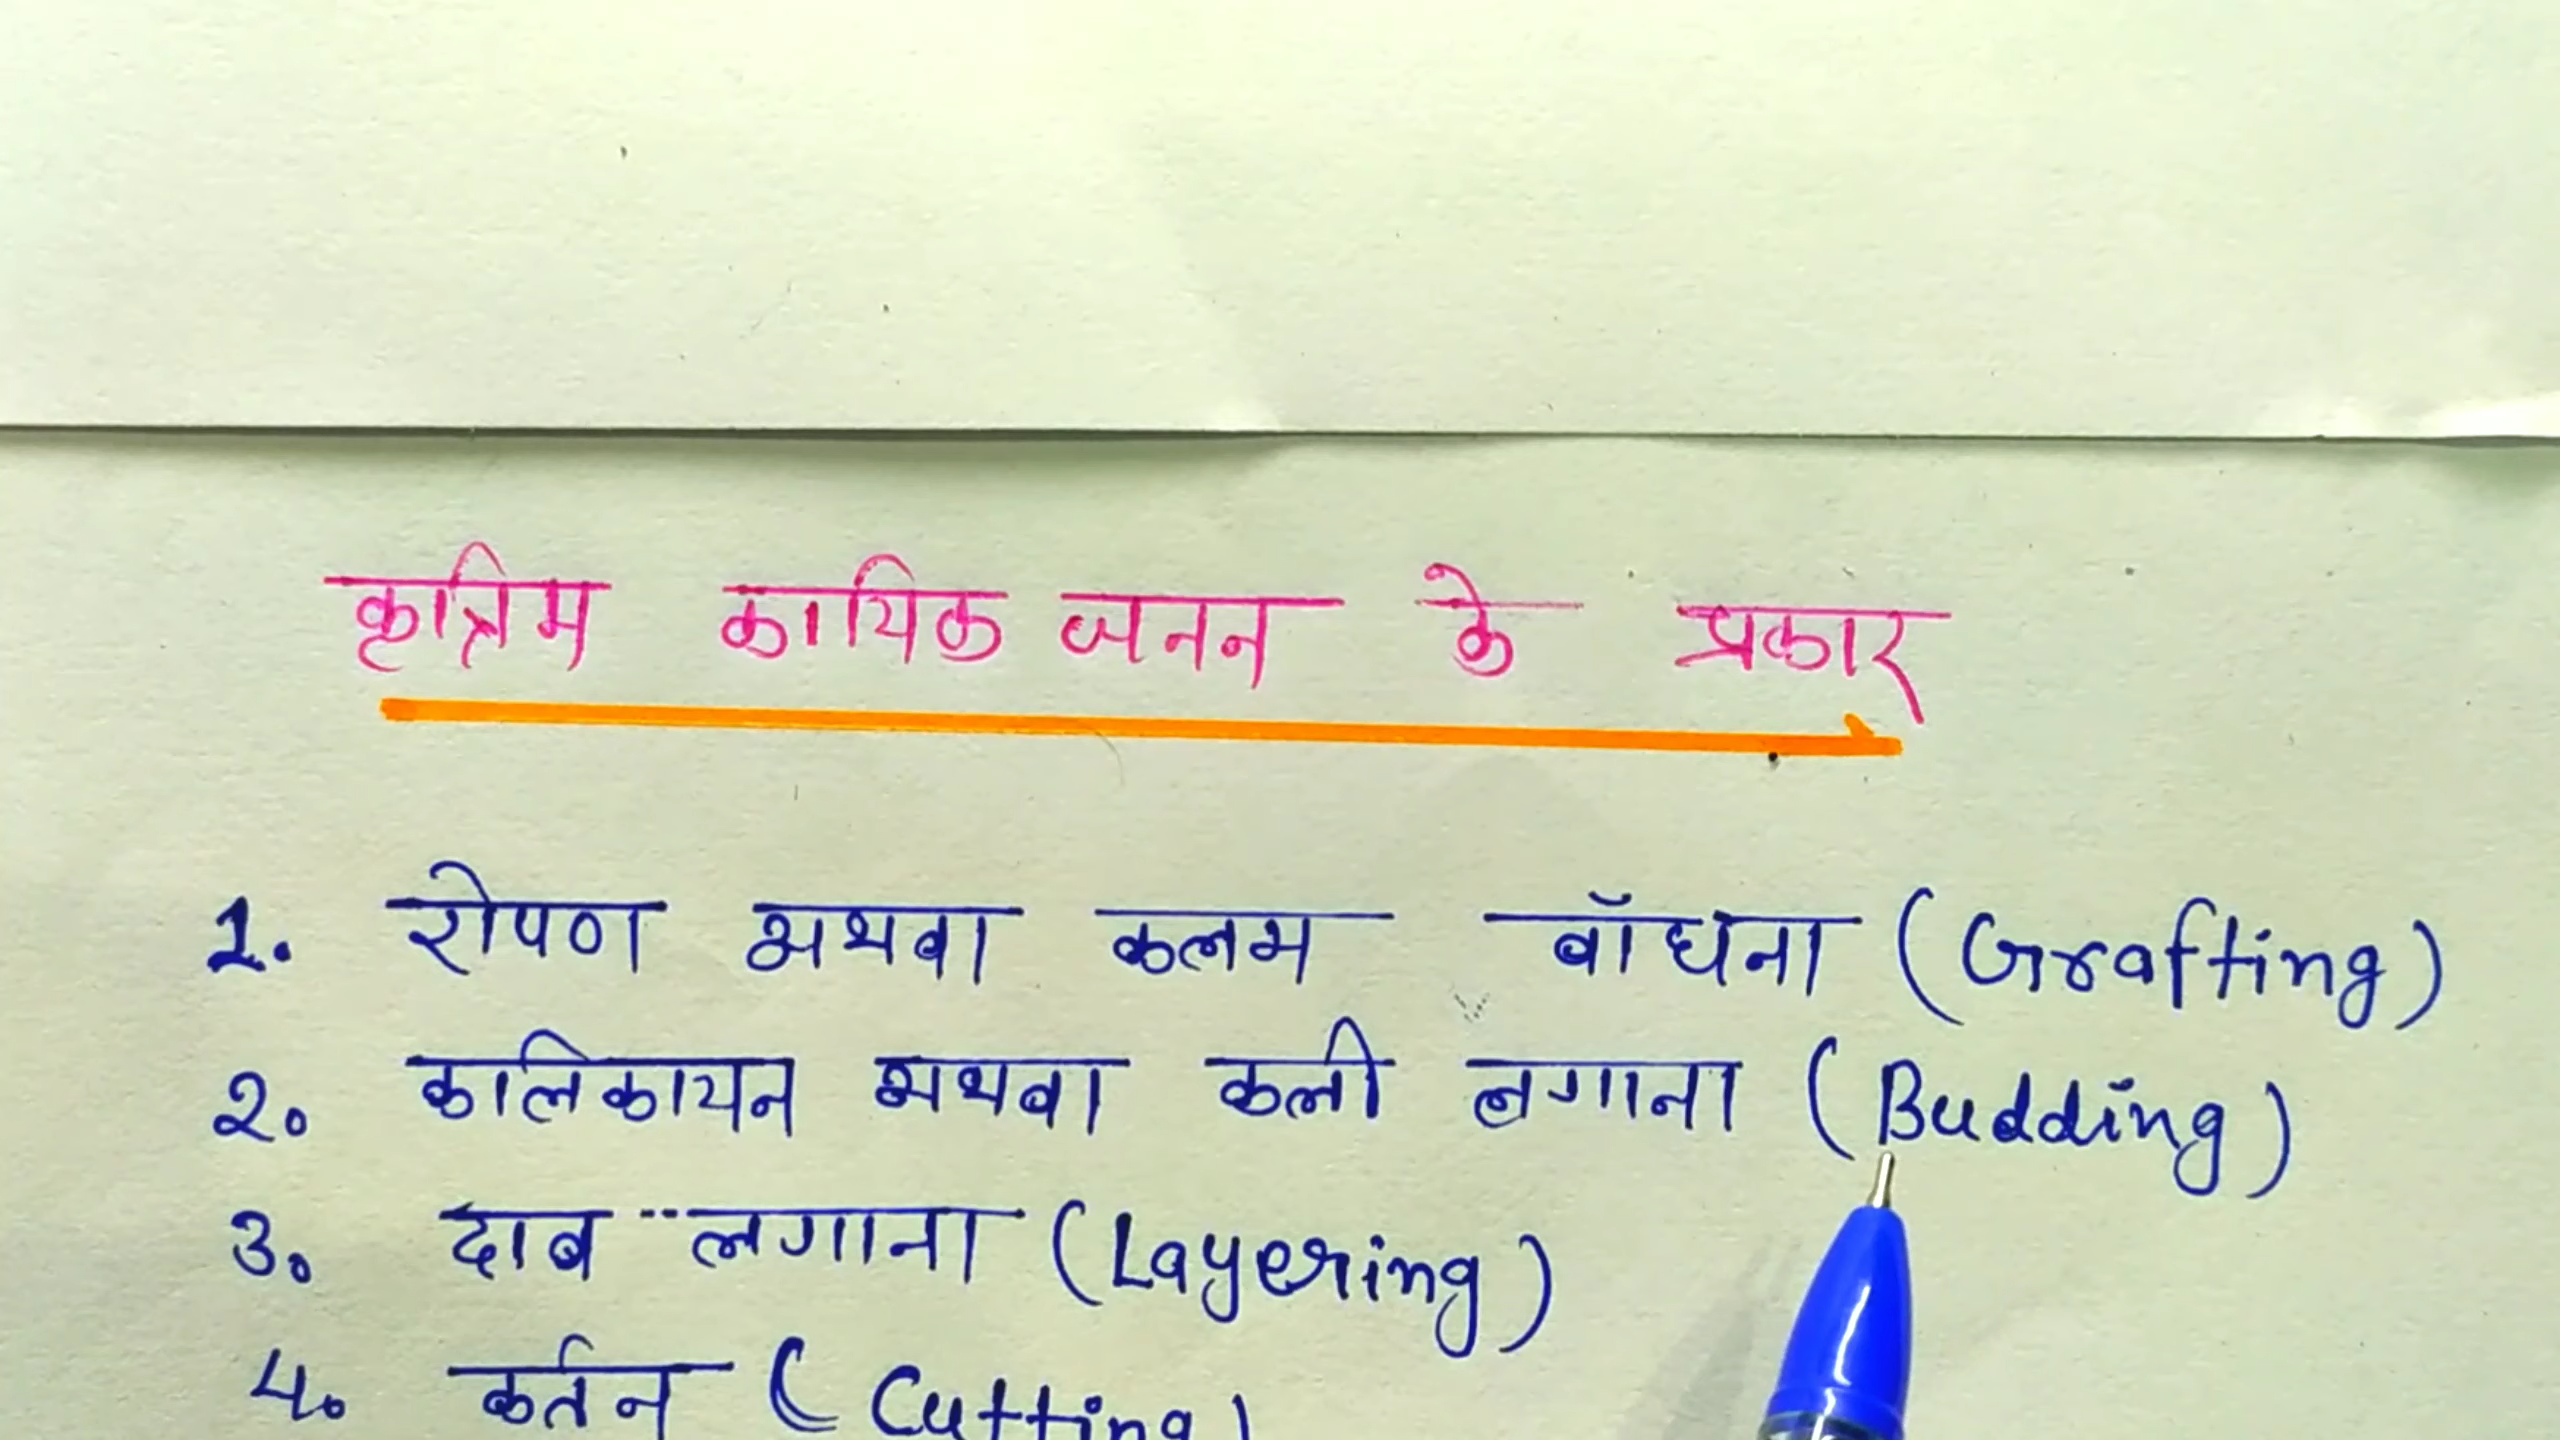 कृत्रिम कायिक जनन के प्रकार
1. रोपण अथवा कलम बाँधना (Grafting)
2. कलिकायन अथवा कली लगाना (Budding)
3. दाब लगाना (Layering)
4. कर्तन (Cutting)